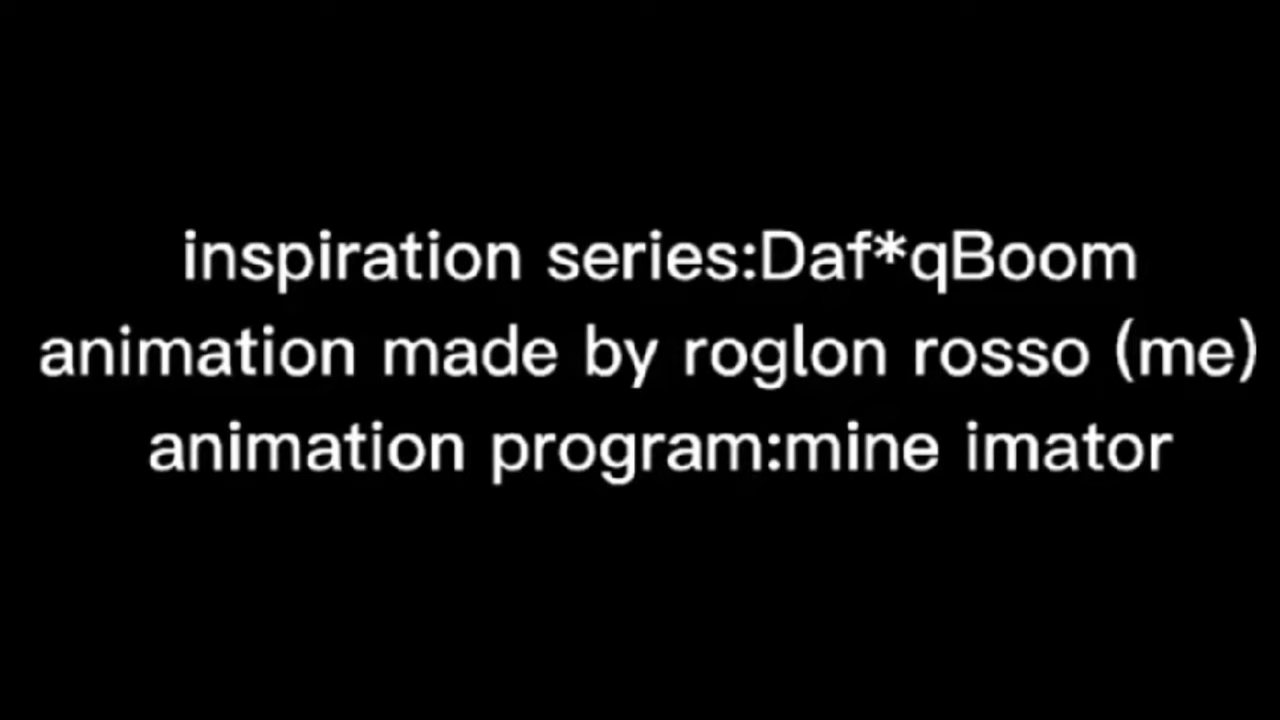 inspiration series:Daf*qBoom
animation made by roglon rosso (me)
animation program:mine imator